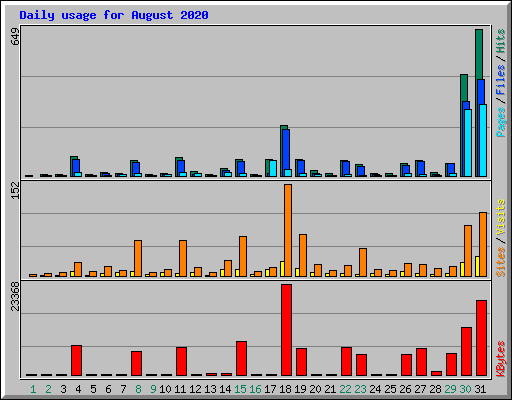 Daily usage for August 2020
649
Pages / Files / Hits
152
Sites / Visits
23368
KBytes
1 2 3 4 5 6 7 8 9 10 11 12 13 14 15 16 17 18 19 20 21 22 23 24 25 26 27 28 29 30 31